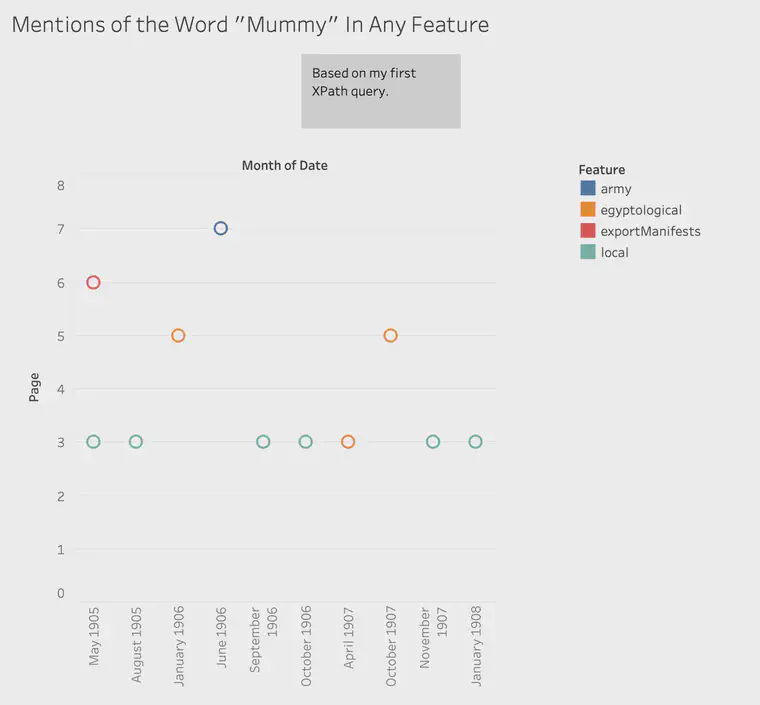 Mentions of the Word "Mummy" In Any Feature
Based on my first
XPath query.
Month of Date
Feature
army
egyptological
exportManifests
local
8
7
6
5
4
3
2
1
0
Page
May 1905
August 1905
January 1906
June 1906
September
1906
October 1906
April 1907
October 1907
November
1907
January 1908